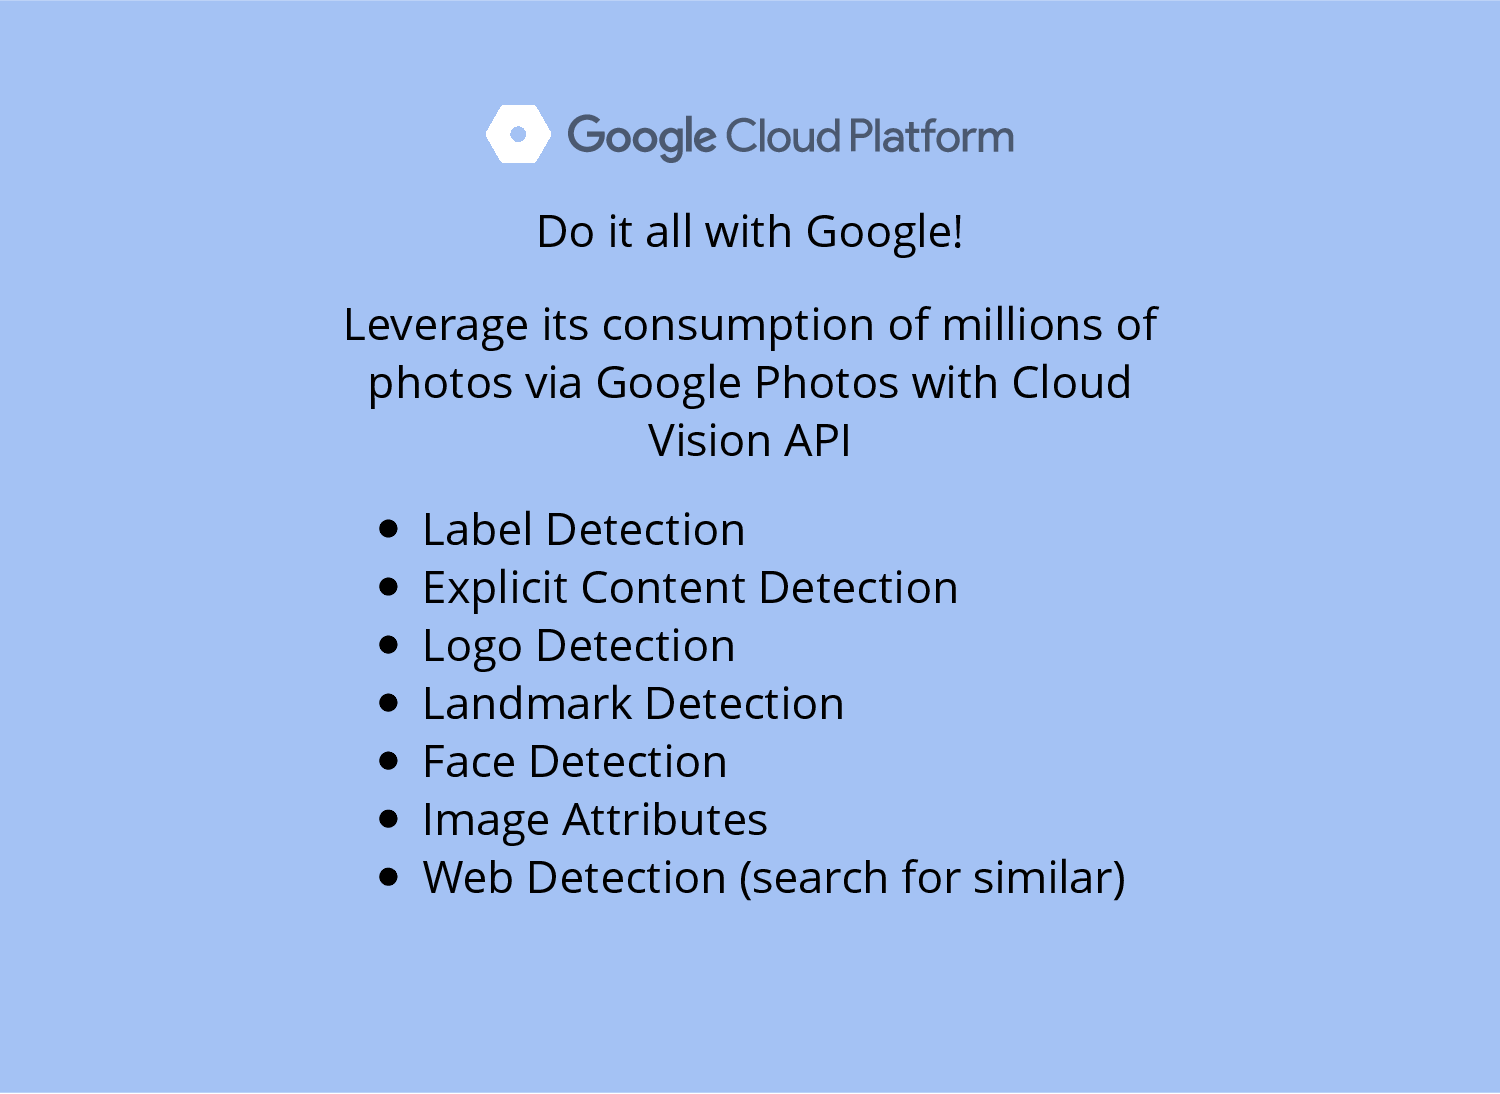 Google Cloud Platform
Do it all with Google!
Leverage its consumption of millions of
photos via Google Photos with Cloud
Vision API
• Label Detection
• Explicit Content Detection
• Logo Detection
• Landmark Detection
• Face Detection
• Image Attributes
• Web Detection (search for similar)